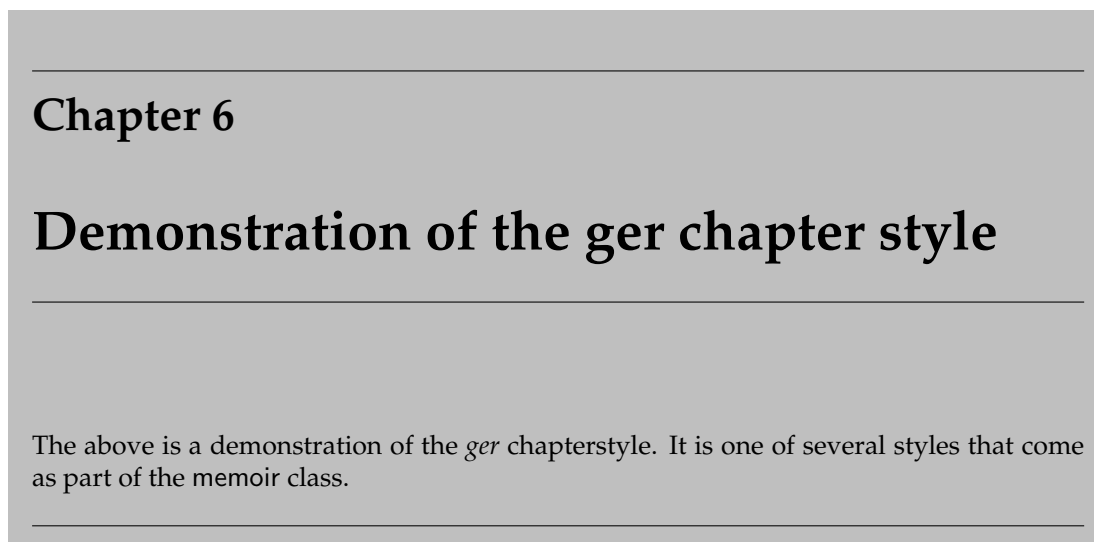 Chapter 6
Demonstration of the ger chapter style
The above is a demonstration of the ger chapterstyle. It is one of several styles that come
as part of the memoir class.